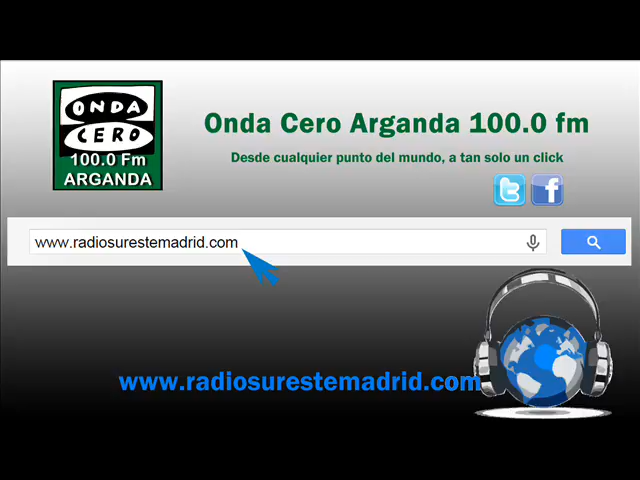 ONDA
CERO
100.0 Fm
ARGANDA
Onda Cero Arganda 100.0 fm
Desde cualquier punto del mundo, a tan solo un click
www.radiosurestemadrid.com
www.radiosurestemadrid.com